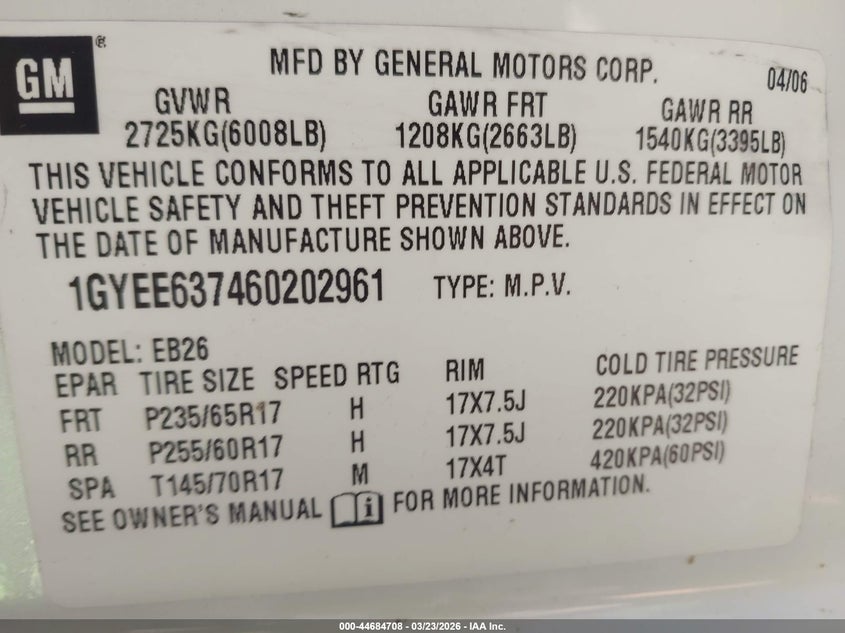 GM®
MFD BY GENERAL MOTORS CORP. 04/06
GVWR GAWR FRT GAWR RR
2725KG(6008LB) 1208KG(2663LB) 1540KG(3395LB)
THIS VEHICLE CONFORMS TO ALL APPLICABLE U.S. FEDERAL MOTOR
VEHICLE SAFETY AND THEFT PREVENTION STANDARDS IN EFFECT ON
THE DATE OF MANUFACTURE SHOWN ABOVE.
1GYEE637460202961 TYPE: M.P.V.
MODEL: EB26
EPAR TIRE SIZE SPEED RTG RIM COLD TIRE PRESSURE
FRT P235/65R17 H 17X7.5J 220KPA(32PSI)
RR P255/60R17 H 17X7.5J 220KPA(32PSI)
SPA T145/70R17 M 17X4T 420KPA(60PSI)
SEE OWNER'S MANUAL i FOR MORE INFORMATION.
000-44684708 - 03/23/2026 - IAA Inc.